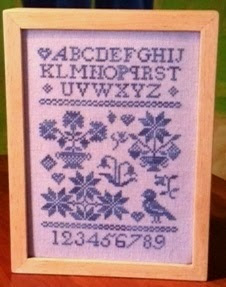 ABCDEFGHIJ
KLMNOPQRST
UVWXYZ
123456789